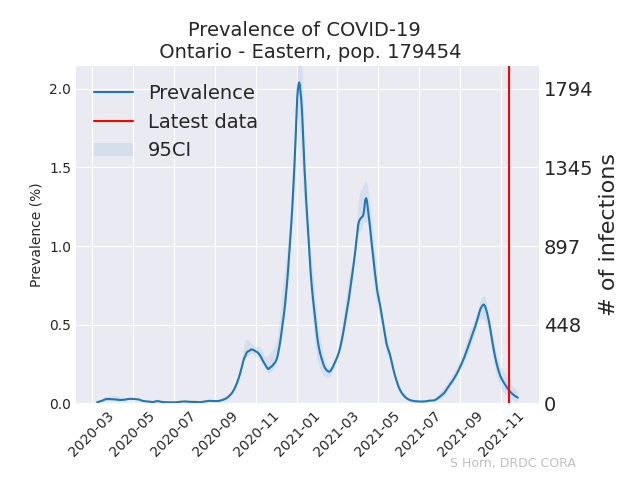 Prevalence of COVID-19
Ontario - Eastern, pop. 179454
Prevalence
Latest data
95CI
Prevalence (%)
2.0
1.5
1.0
0.5
0.0
1794
1345
897
448
0
# of infections
2020-03
2020-05
2020-07
2020-09
2020-11
2021-01
2021-03
2021-05
2021-07
2021-09
2021-11
S Horn, DRDC CORA